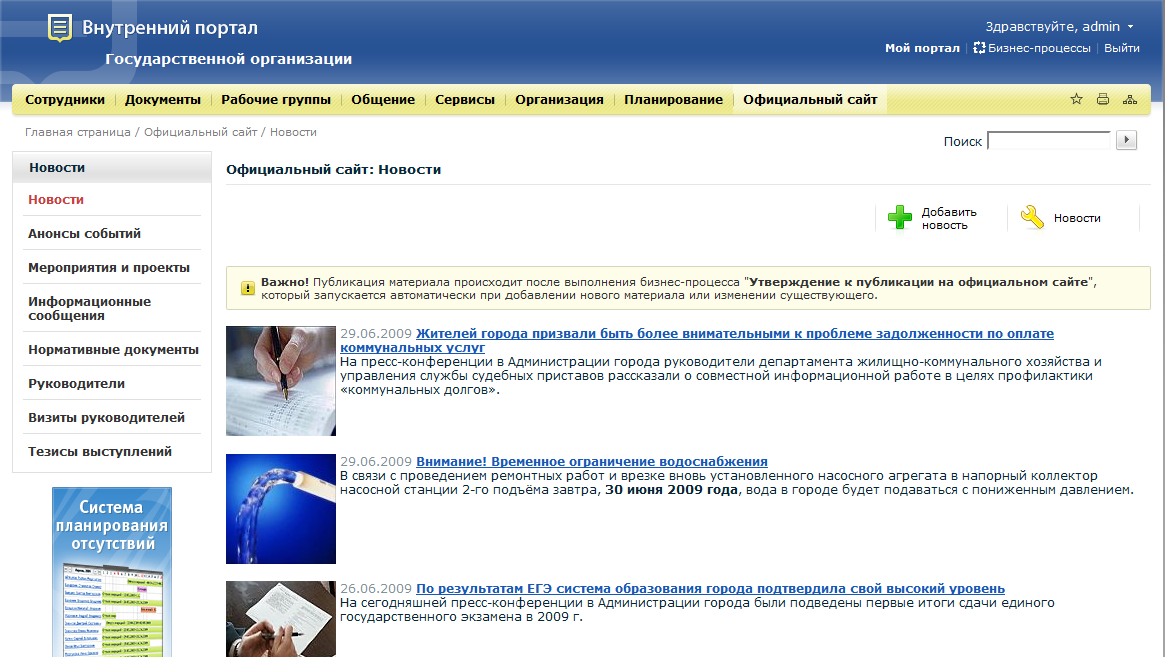 Внутренний портал
Государственной организации
Здравствуйте, admin
Мой портал | Бизнес-процессы | Выйти
Сотрудники | Документы | Рабочие группы | Общение | Сервисы | Организация | Планирование | Официальный сайт
Главная страница / Официальный сайт / Новости
Поиск
Новости
Новости
Анонсы событий
Мероприятия и проекты
Информационные
сообщения
Нормативные документы
Руководители
Визиты руководителей
Тезисы выступлений
Система
планирования
отсутствий
Официальный сайт: Новости
Добавить
новость
Новости
Важно! Публикация материала происходит после выполнения бизнес-процесса "Утверждение к публикации на официальном сайте",
который запускается автоматически при добавлении нового материала или изменении существующего.
29.06.2009 Жителей города призвали быть более внимательными к проблеме задолженности по оплате
коммунальных услуг
На пресс-конференции в Администрации города руководители департамента жилищно-коммунального хозяйства и
управления службы судебных приставов рассказали о совместной информационной работе в целях профилактики
«коммунальных долгов».
29.06.2009 Внимание! Временное ограничение водоснабжения
В связи с проведением ремонтных работ и врезке вновь установленного насосного агрегата в напорный коллектор
насосной станции 2-го подъёма завтра, 30 июня 2009 года, вода в городе будет подаваться с пониженным давлением.
26.06.2009 По результатам ЕГЭ система образования города подтвердила свой высокий уровень
На сегодняшней пресс-конференции в Администрации города были подведены первые итоги сдачи единого
государственного экзамена в 2009 г.